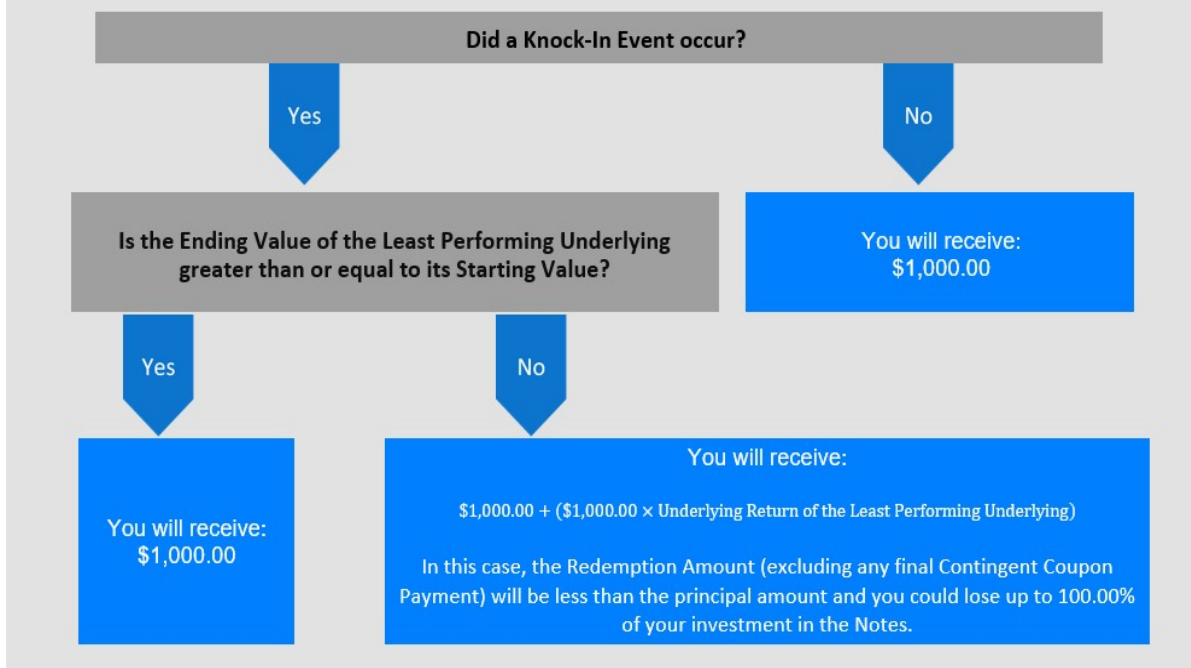 Did a Knock-In Event occur?
Yes
No
Is the Ending Value of the Least Performing Underlying
greater than or equal to its Starting Value?
You will receive:
$1,000.00
Yes
No
You will receive:
$1,000.00
You will receive:
$1,000.00 + ($1,000.00 × Underlying Return of the Least Performing Underlying)
In this case, the Redemption Amount (excluding any final Contingent Coupon
Payment) will be less than the principal amount and you could lose up to 100.00%
of your investment in the Notes.